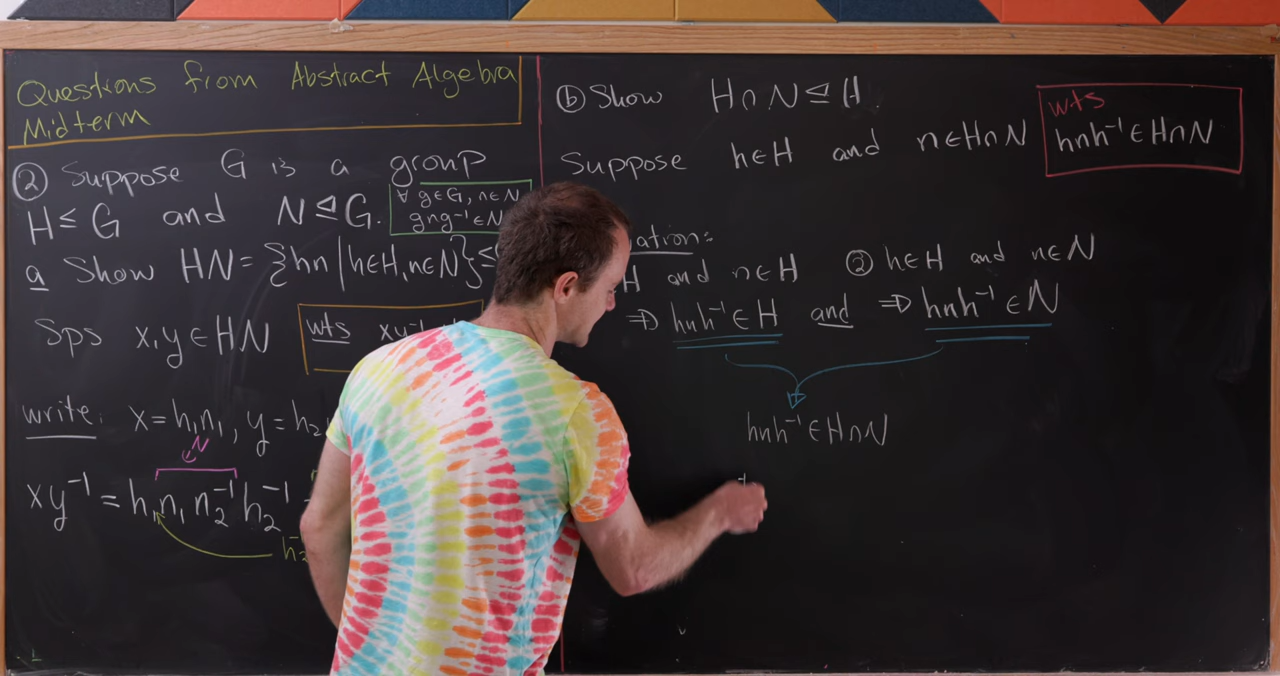 Questions from Abstract Algebra
Midterm
② Suppose G is a group
H≤G and N⊴G.
∀ g∈G, n∈N
gng⁻¹∈N
a Show HN={hn|h∈H,n∈N}≤
Sps x,y∈HN
wts xy⁻¹
write: x=h₁n₁, y=h₂
∈N
xy⁻¹=h₁n₁n₂⁻¹h₂⁻¹
ⓑ Show H∩N⊴H.
Suppose h∈H and n∈H∩N
wts
hnh⁻¹∈H∩N
ation:
H and n∈H
⇒ hnh⁻¹∈H and
② h∈H and n∈N
⇒ hnh⁻¹∈N
hnh⁻¹∈H∩N